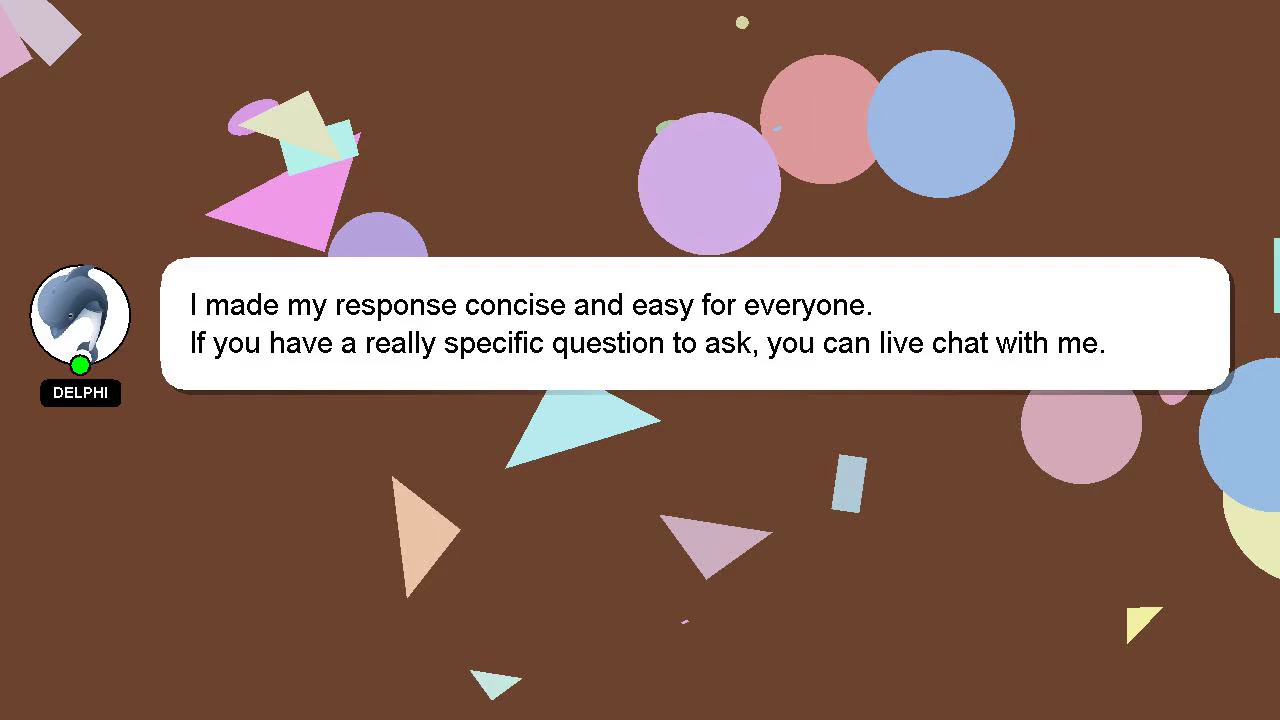 I made my response concise and easy for everyone.
If you have a really specific question to ask, you can live chat with me.
DELPHI